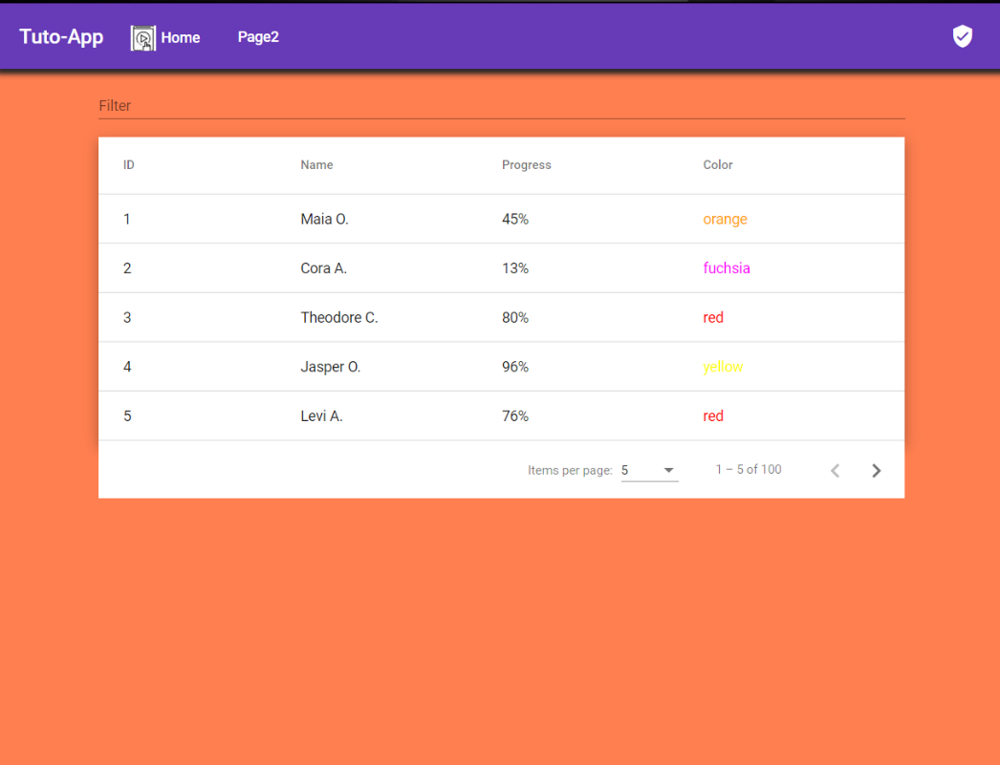 Tuto-App Home Page2
Filter
ID Name Progress Color
1 Maia O. 45% orange
2 Cora A. 13% fuchsia
3 Theodore C. 80% red
4 Jasper O. 96% yellow
5 Levi A. 76% red
Items per page: 5 1 – 5 of 100